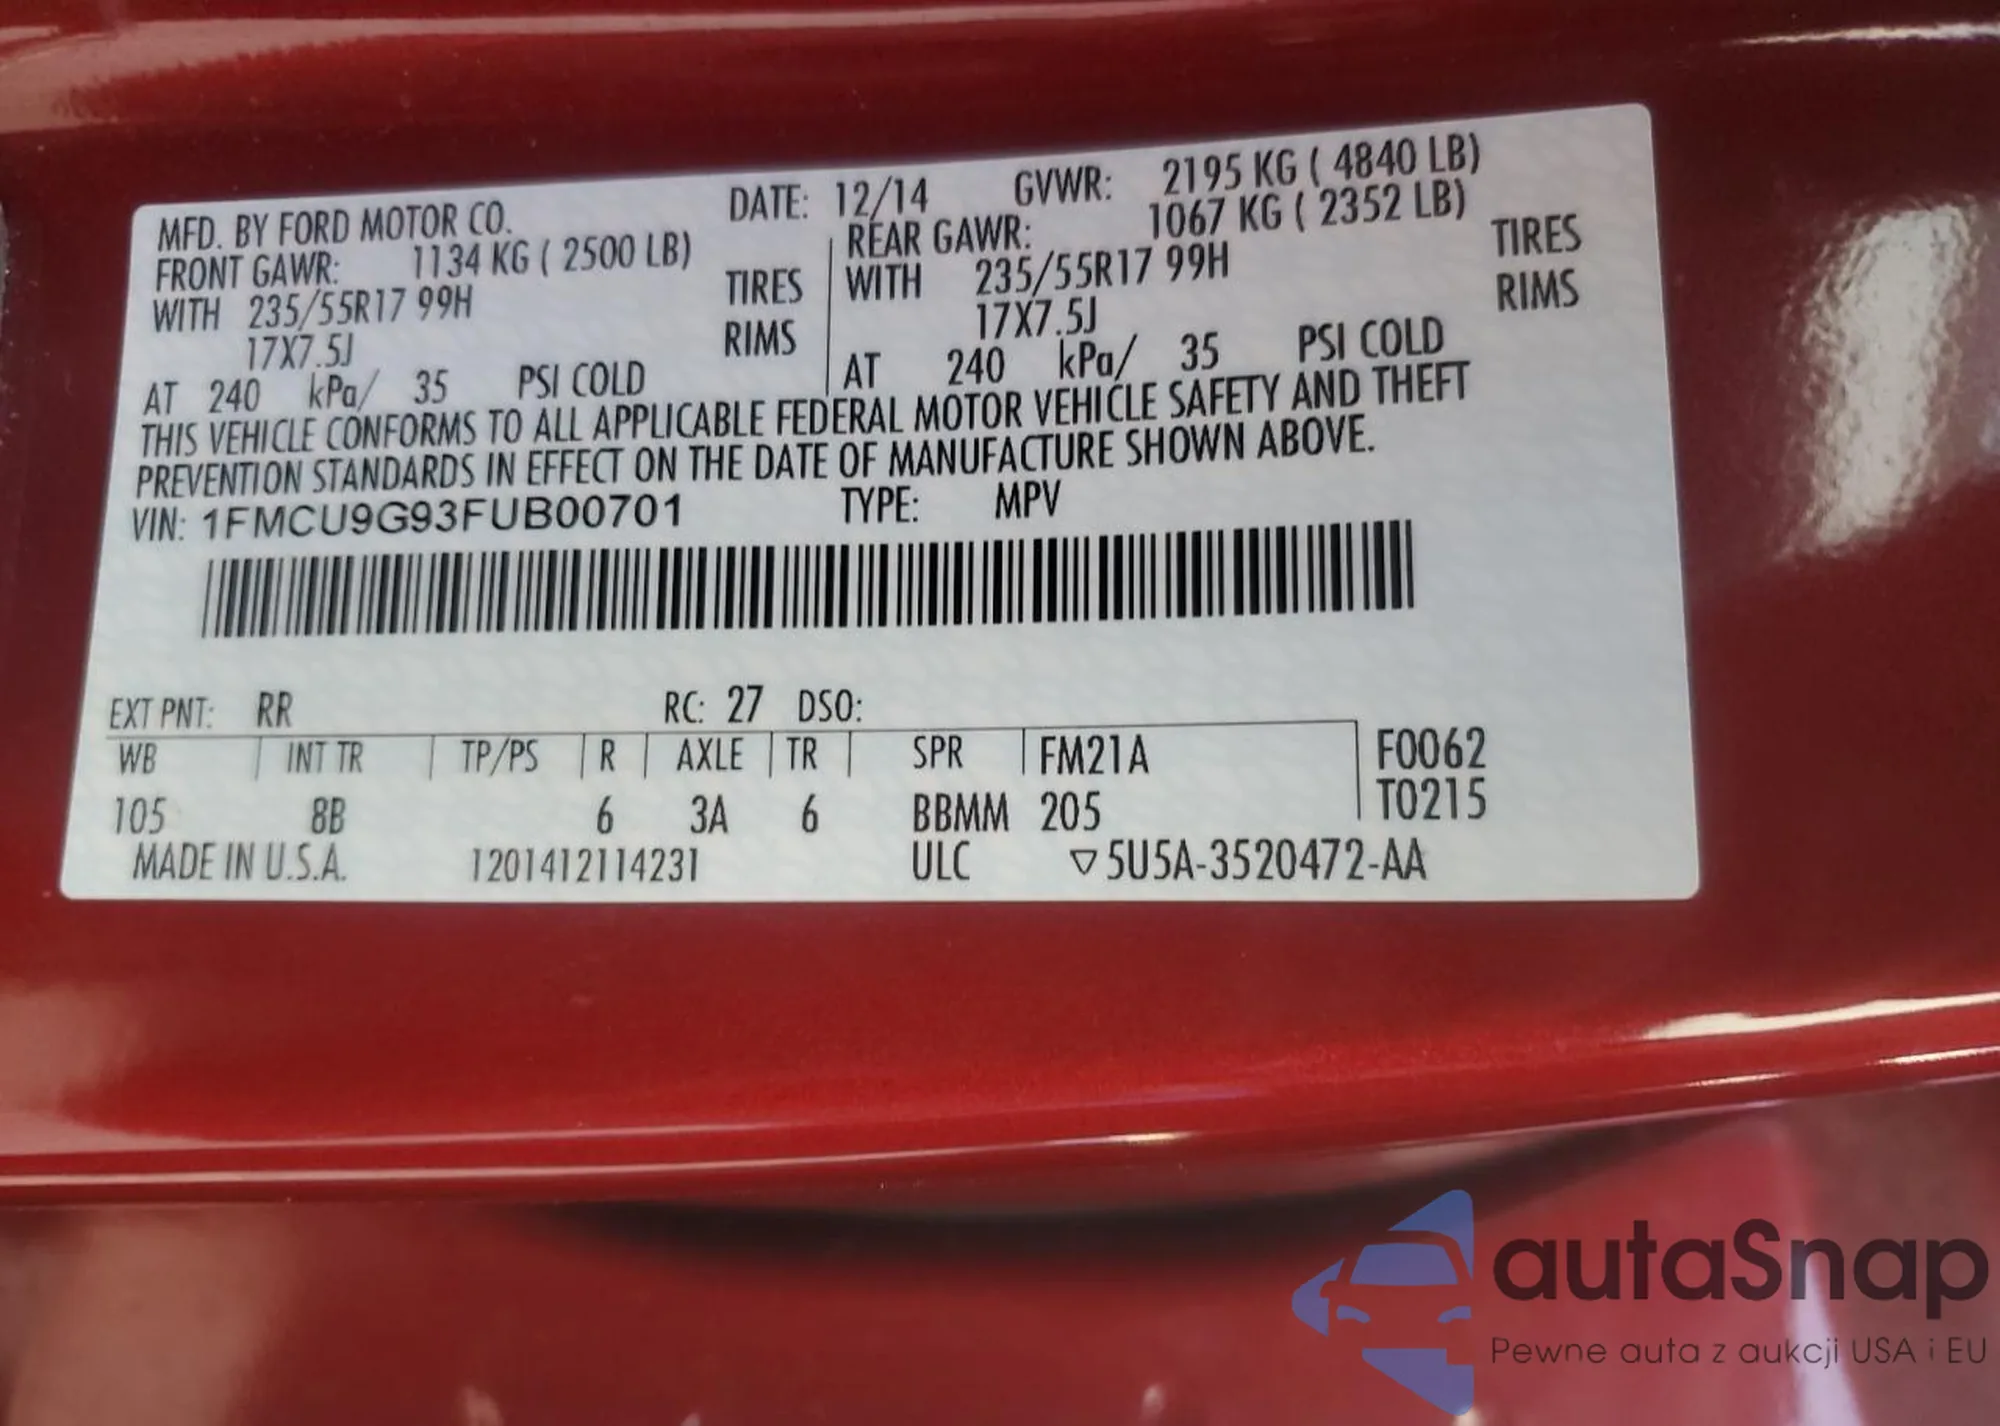 MFD. BY FORD MOTOR CO. DATE: 12/14 GVWR: 2195 KG ( 4840 LB)
FRONT GAWR: 1134 KG ( 2500 LB) REAR GAWR: 1067 KG ( 2352 LB)
WITH 235/55R17 99H TIRES WITH 235/55R17 99H TIRES
17X7.5J RIMS 17X7.5J RIMS
AT 240 kPa/ 35 PSI COLD AT 240 kPa/ 35 PSI COLD
THIS VEHICLE CONFORMS TO ALL APPLICABLE FEDERAL MOTOR VEHICLE SAFETY AND THEFT
PREVENTION STANDARDS IN EFFECT ON THE DATE OF MANUFACTURE SHOWN ABOVE.
VIN: 1FMCU9G93FUB00701 TYPE: MPV
EXT PNT: RR RC: 27 DSO:
WB INT TR TP/PS R AXLE TR SPR FM21A F0062
105 8B 6 3A 6 BBMM 205 T0215
MADE IN U.S.A. 1201412114231 ULC ▽5U5A-3520472-AA
autaSnap
Pewne auta z aukcji USA i EU